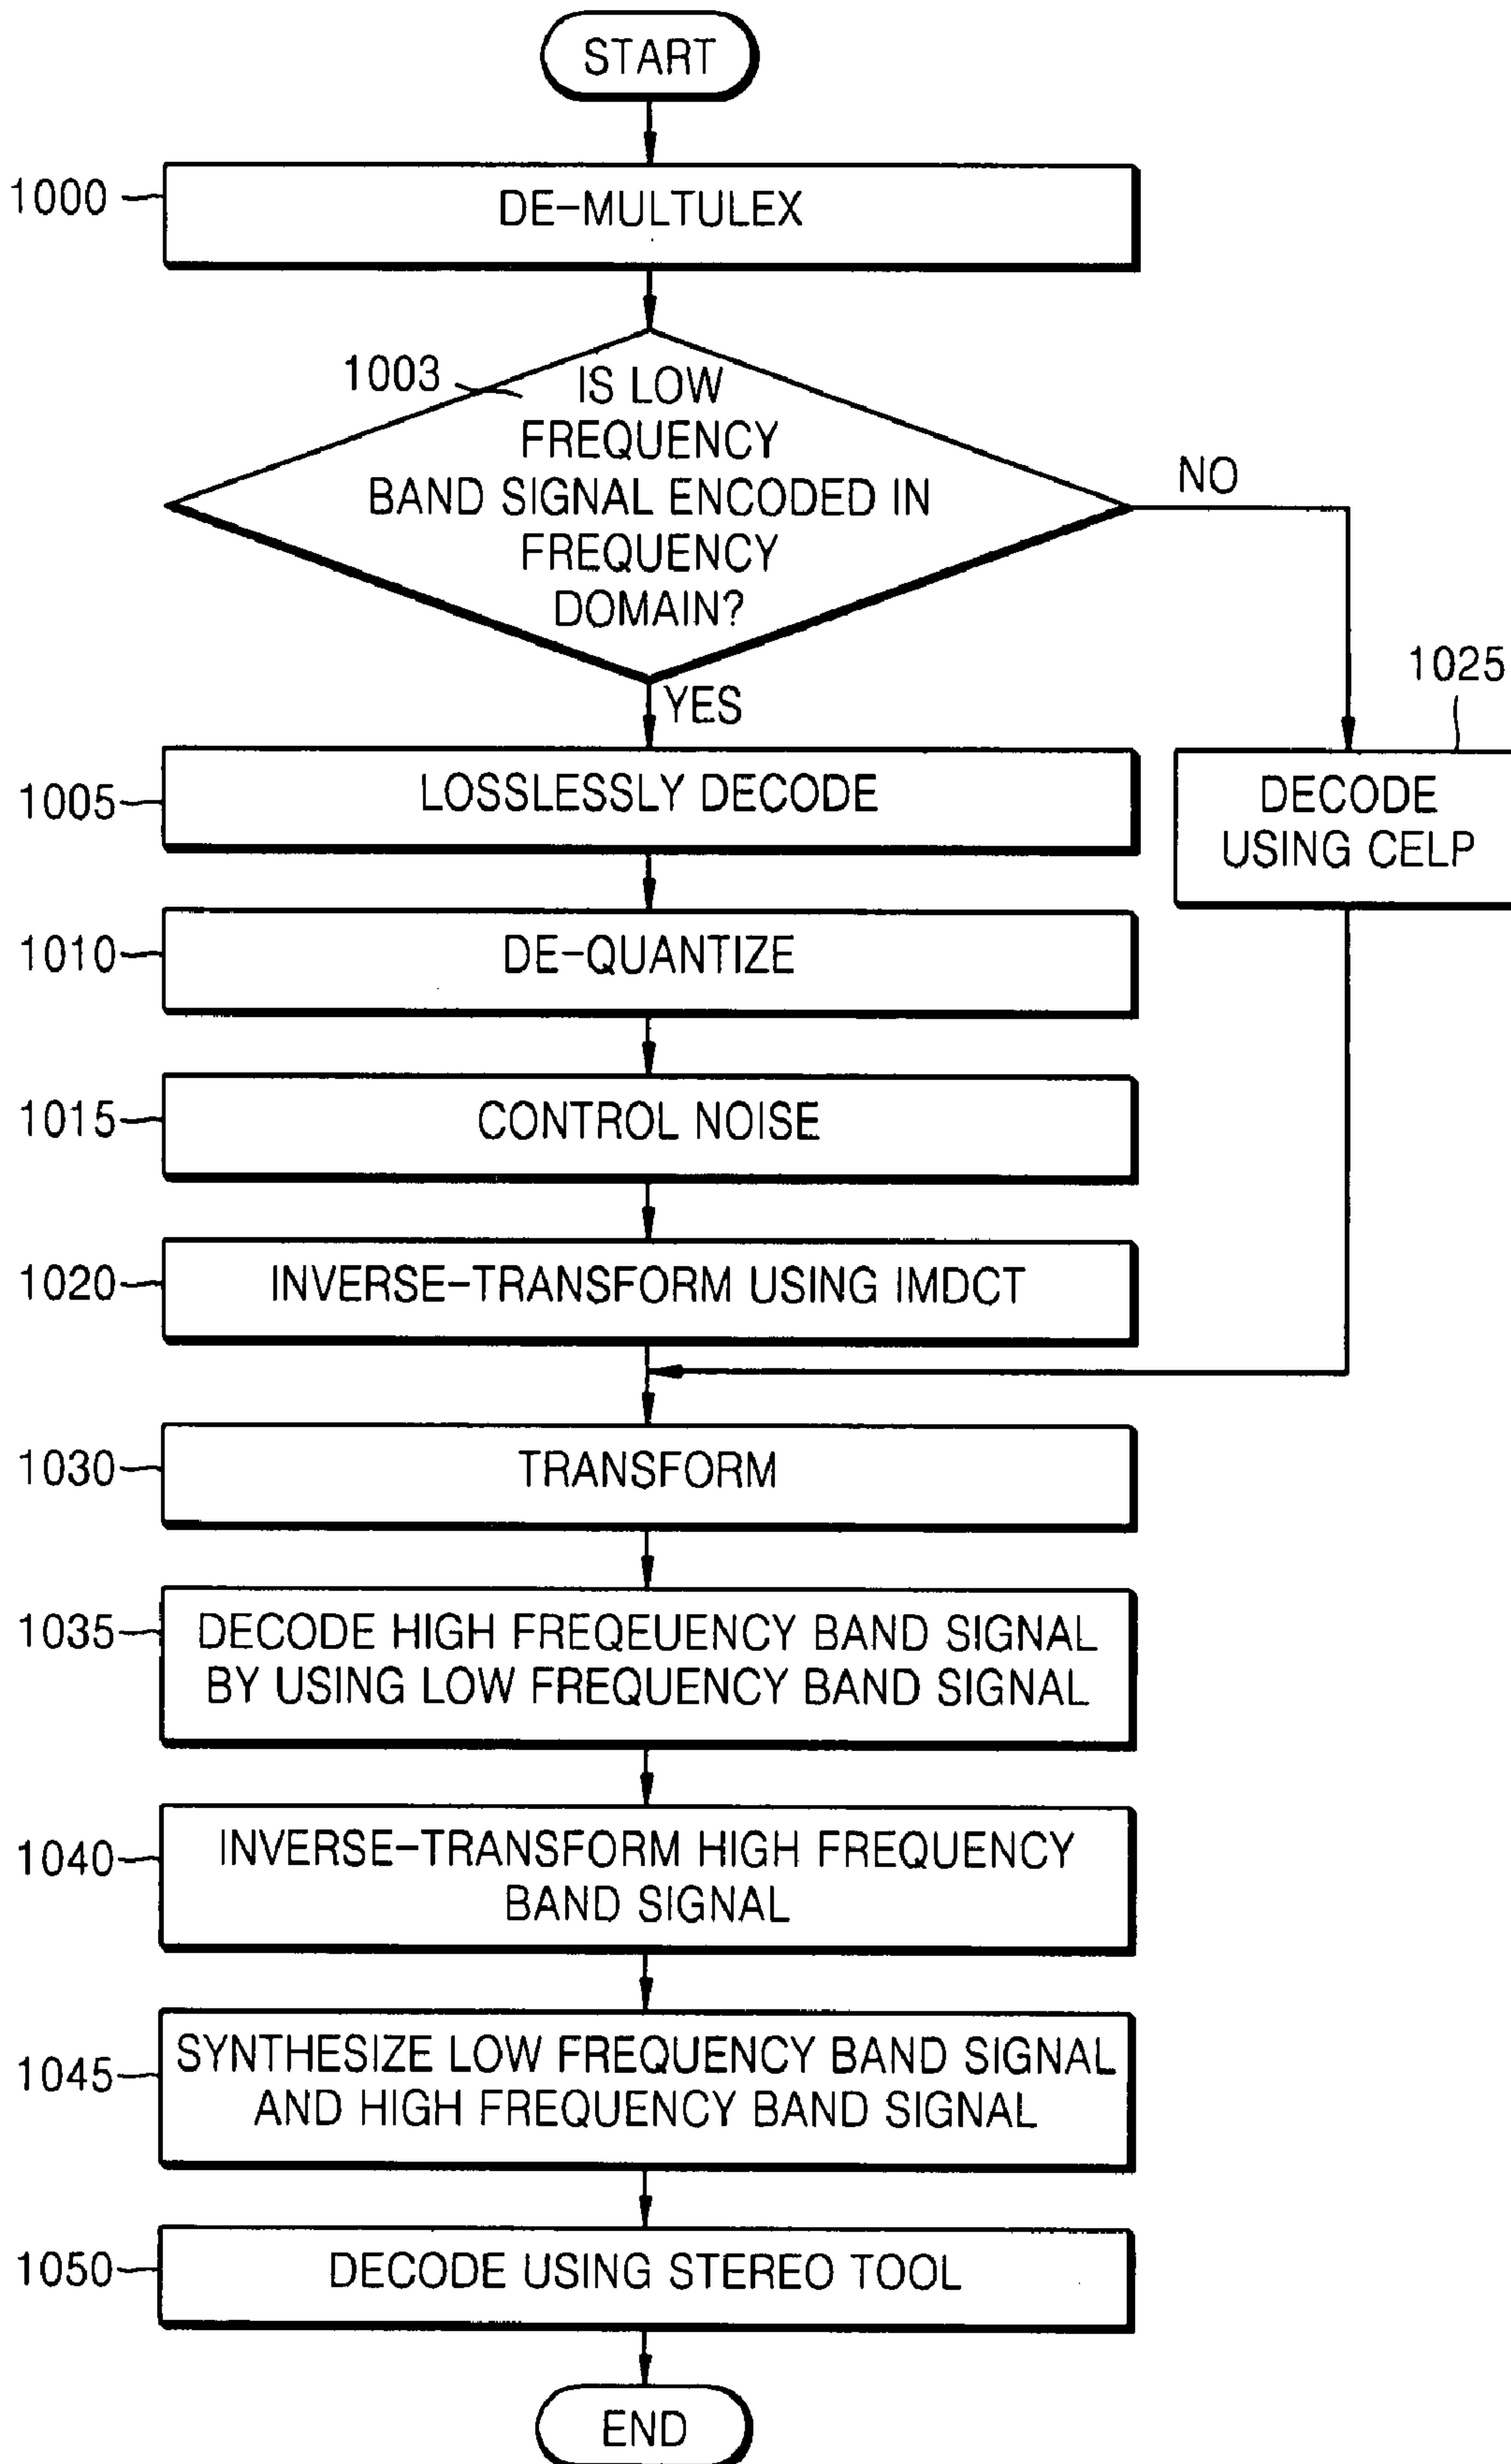 START
1000
DE-MULTULEX
1003
IS LOW
FREQUENCY
BAND SIGNAL ENCODED IN
FREQUENCY
DOMAIN?
NO
YES
1025
1005
LOSSLESSLY DECODE
DECODE
USING CELP
1010
DE-QUANTIZE
1015
CONTROL NOISE
1020
INVERSE-TRANSFORM USING IMDCT
1030
TRANSFORM
1035
DECODE HIGH FREQEUENCY BAND SIGNAL
BY USING LOW FREQUENCY BAND SIGNAL
1040
INVERSE-TRANSFORM HIGH FREQUENCY
BAND SIGNAL
1045
SYNTHESIZE LOW FREQUENCY BAND SIGNAL
AND HIGH FREQUENCY BAND SIGNAL
1050
DECODE USING STEREO TOOL
END